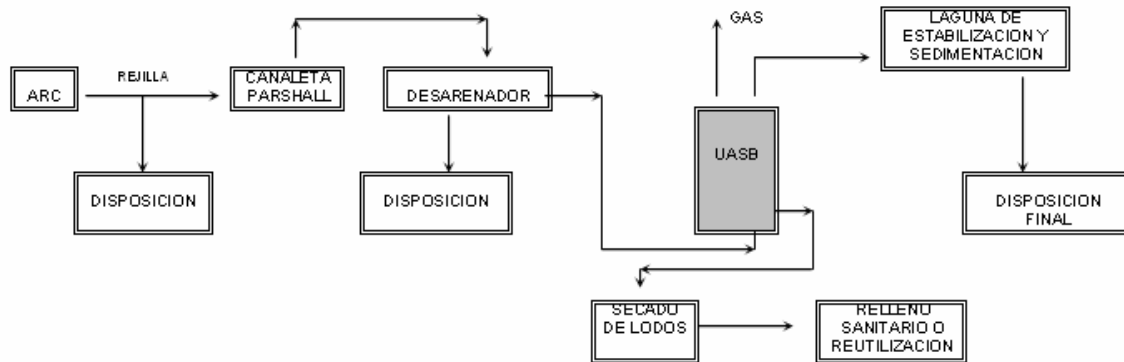 ARC
REJILLA
DISPOSICION
CANALETA
PARSHALL
DESARENADOR
DISPOSICION
GAS
UASB
LAGUNA DE
ESTABILIZACION Y
SEDIMENTACION
DISPOSICION
FINAL
SECADO
DE LODOS
RELLENO
SANITARIO O
REUTILIZACION